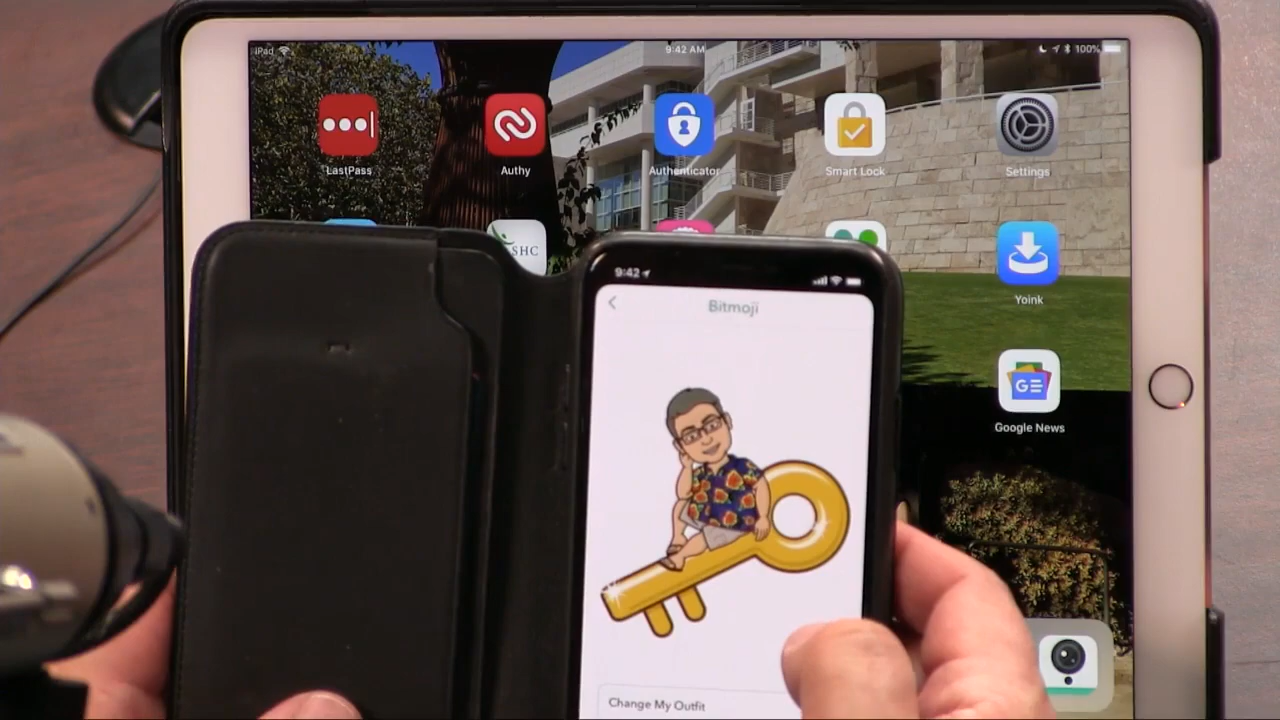 iPad
9:42 AM
100%
LastPass
Authy
Authenticator
Smart Lock
Settings
SHC
9:42
Bitmoji
Yoink
GE
Google News
Change My Outfit